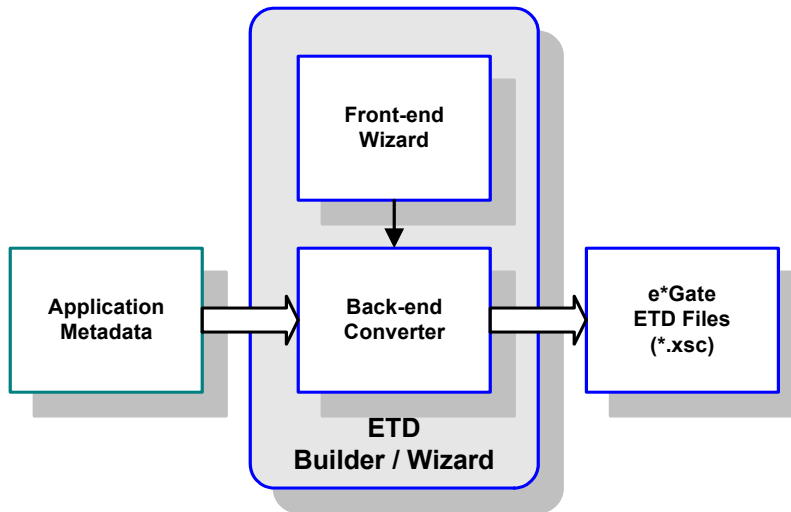 Front-end
Wizard
Application
Metadata
Back-end
Converter
e*Gate
ETD Files
(*.xsc)
ETD
Builder / Wizard